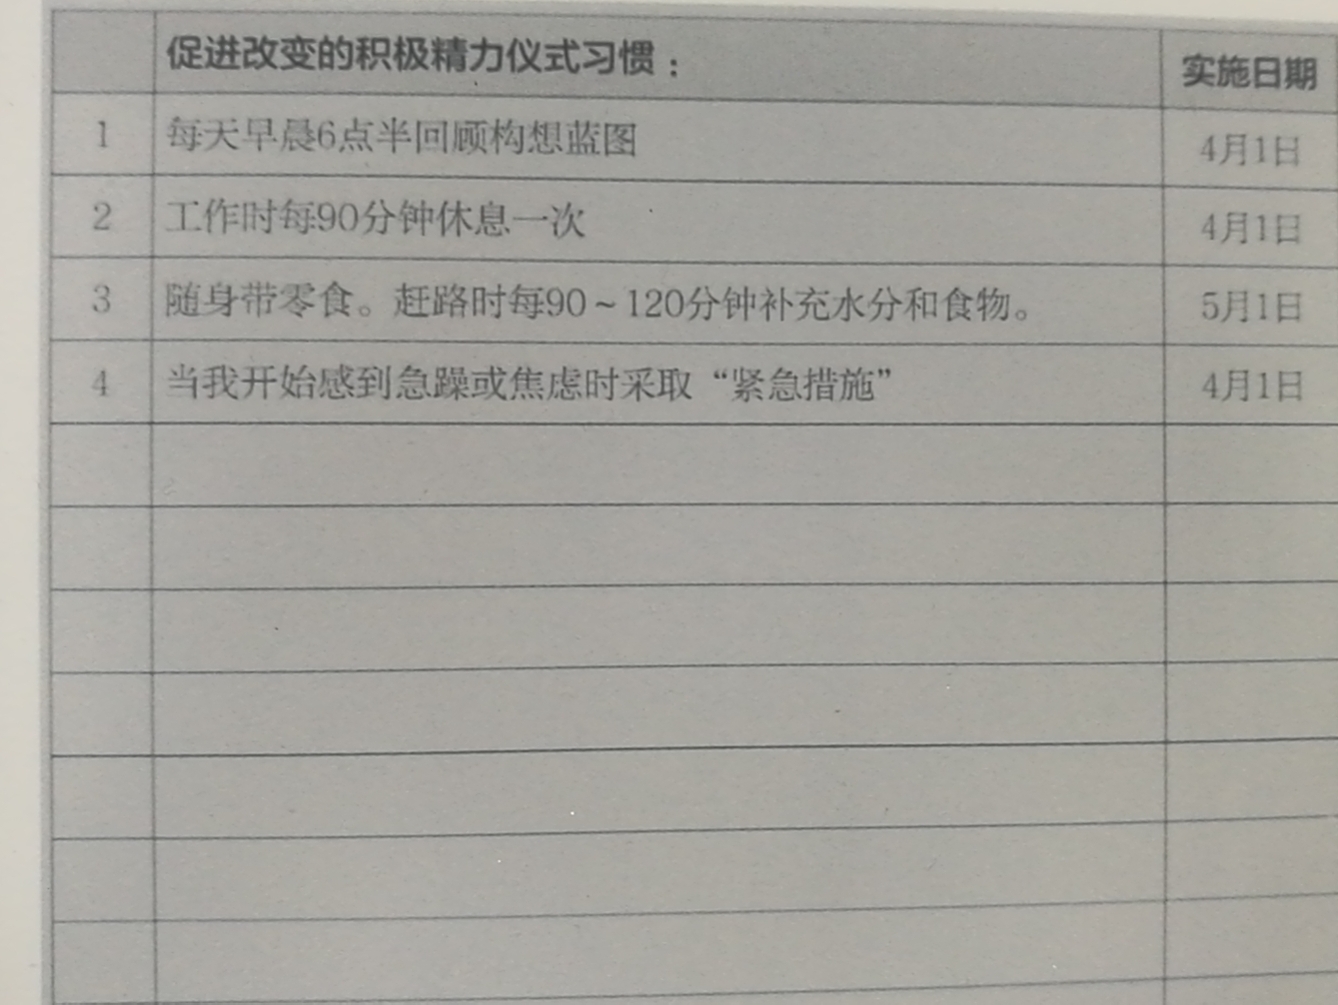 促进改变的积极精力仪式习惯： 实施日期
1 每天早晨6点半回顾构想蓝图 4月1日
2 工作时每90分钟休息一次 4月1日
3 随身带零食。赶路时每90～120分钟补充水分和食物。 5月1日
4 当我开始感到急躁或焦虑时采取“紧急措施” 4月1日